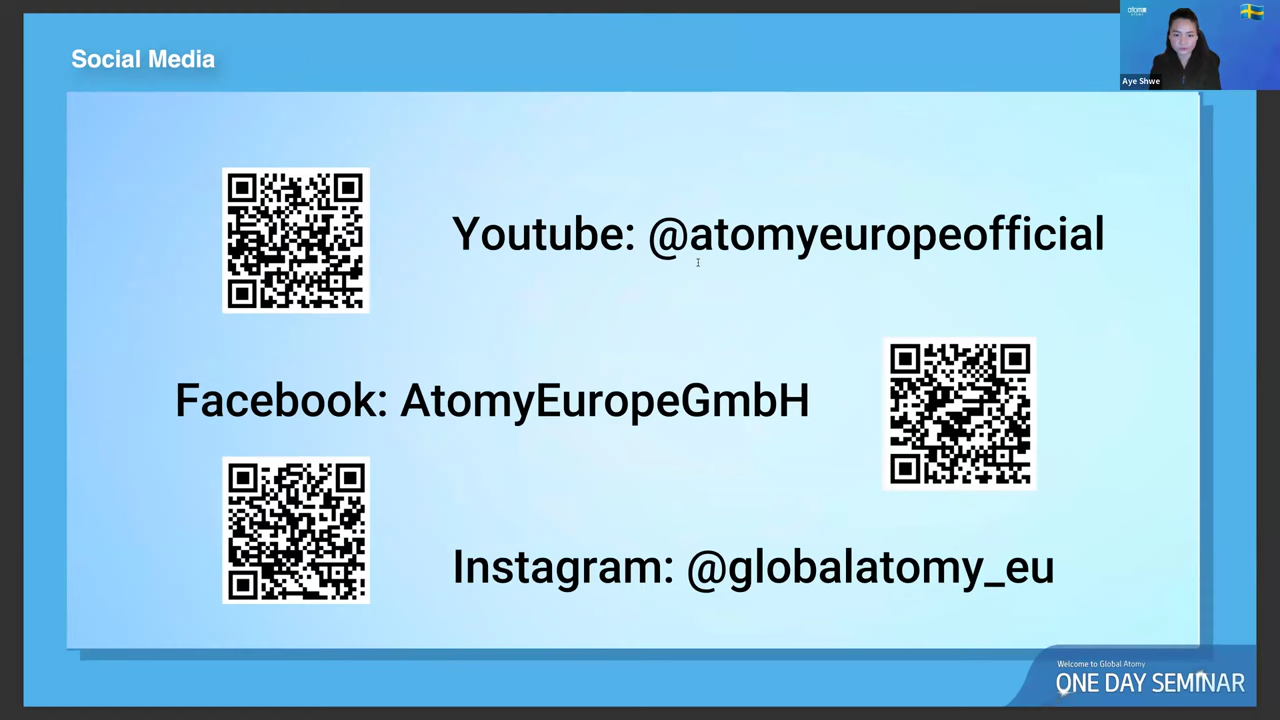 Social Media
Aye Shwe
Youtube: @atomyeuropeofficial
Facebook: AtomyEuropeGmbH
Instagram: @globalatomy_eu
Welcome to Global Atomy
ONE DAY SEMINAR